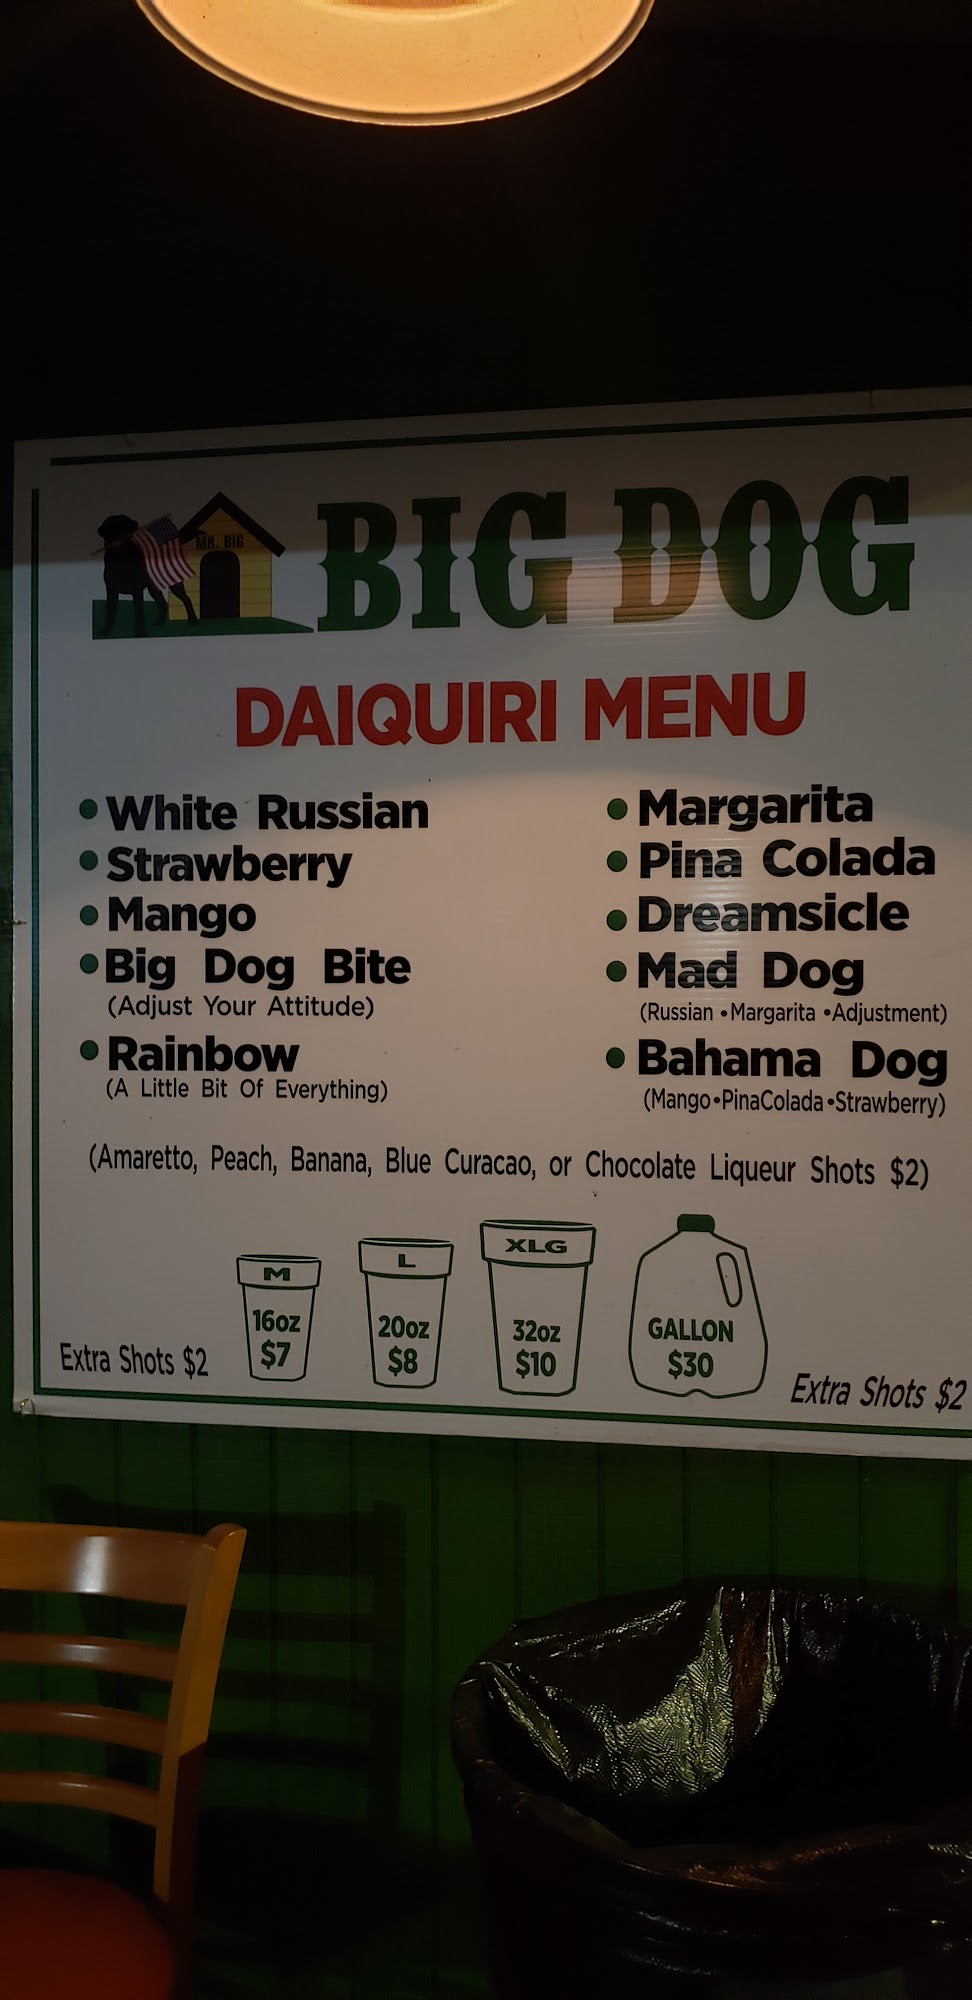 MR. BIG
BIG DOG
DAIQUIRI MENU
• White Russian
• Strawberry
• Mango
• Big Dog Bite
(Adjust Your Attitude)
• Rainbow
(A Little Bit Of Everything)
• Margarita
• Pina Colada
• Dreamsicle
• Mad Dog
(Russian • Margarita • Adjustment)
• Bahama Dog
(Mango • PinaColada • Strawberry)
(Amaretto, Peach, Banana, Blue Curacao, or Chocolate Liqueur Shots $2)
Extra Shots $2
M
16oz
$7
L
20oz
$8
XLG
32oz
$10
GALLON
$30
Extra Shots $2